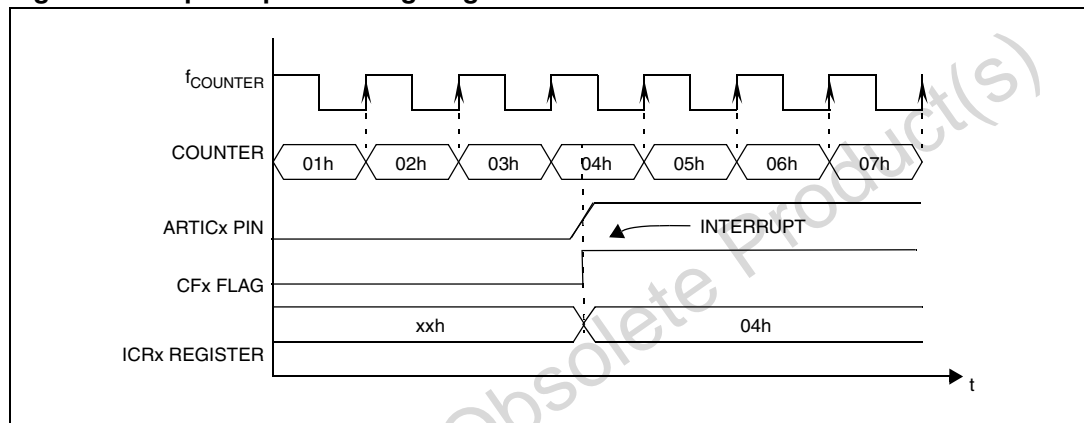 fCOUNTER
COUNTER
01h 02h 03h 04h 05h 06h 07h
ARTICx PIN
INTERRUPT
CFx FLAG
xxh 04h
ICRx REGISTER
t
Obsolete Product(s)